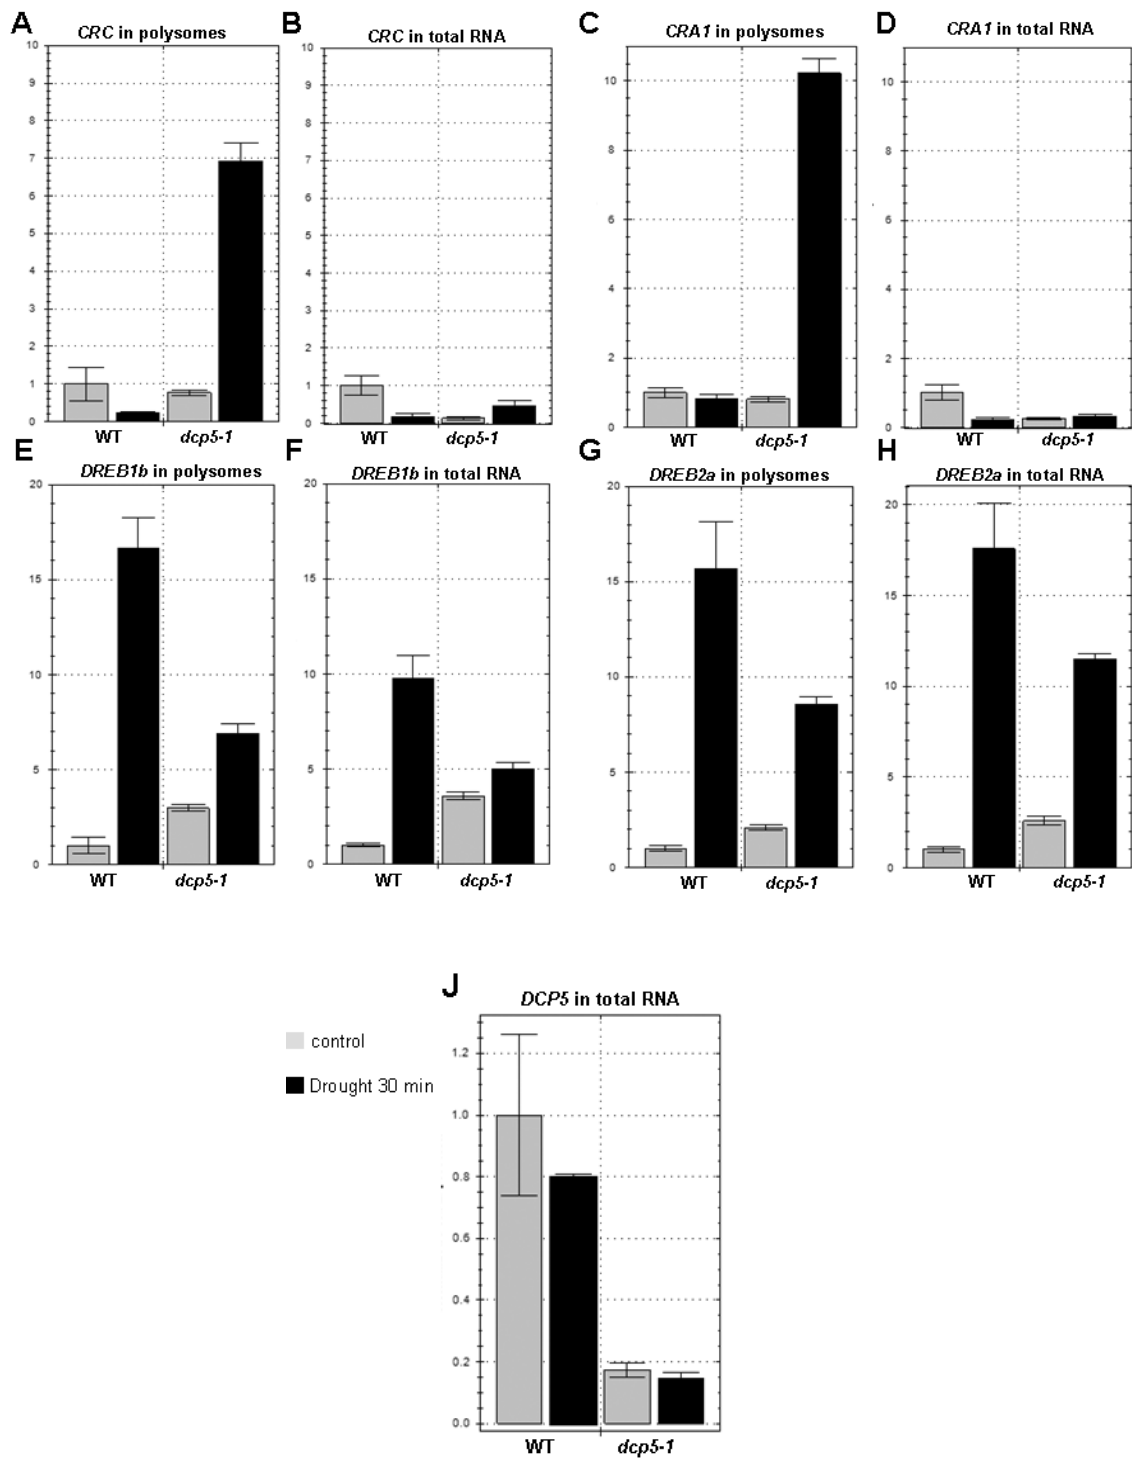 A
CRC in polysomes
10
9
8
7
6
5
4
3
2
1
0
WT dcp5-1
B
CRC in total RNA
10
9
8
7
6
5
4
3
2
1
0
WT dcp5-1
C
CRA1 in polysomes
10
8
6
4
2
0
WT dcp5-1
D
CRA1 in total RNA
10
8
6
4
2
0
WT dcp5-1
E
DREB1b in polysomes
20
15
10
5
0
WT dcp5-1
F
DREB1b in total RNA
20
15
10
5
0
WT dcp5-1
G
DREB2a in polysomes
20
15
10
5
0
WT dcp5-1
H
DREB2a in total RNA
20
15
10
5
0
WT dcp5-1
J
DCP5 in total RNA
control
Drought 30 min
1.2
1.0
0.8
0.6
0.4
0.2
0.0
WT dcp5-1